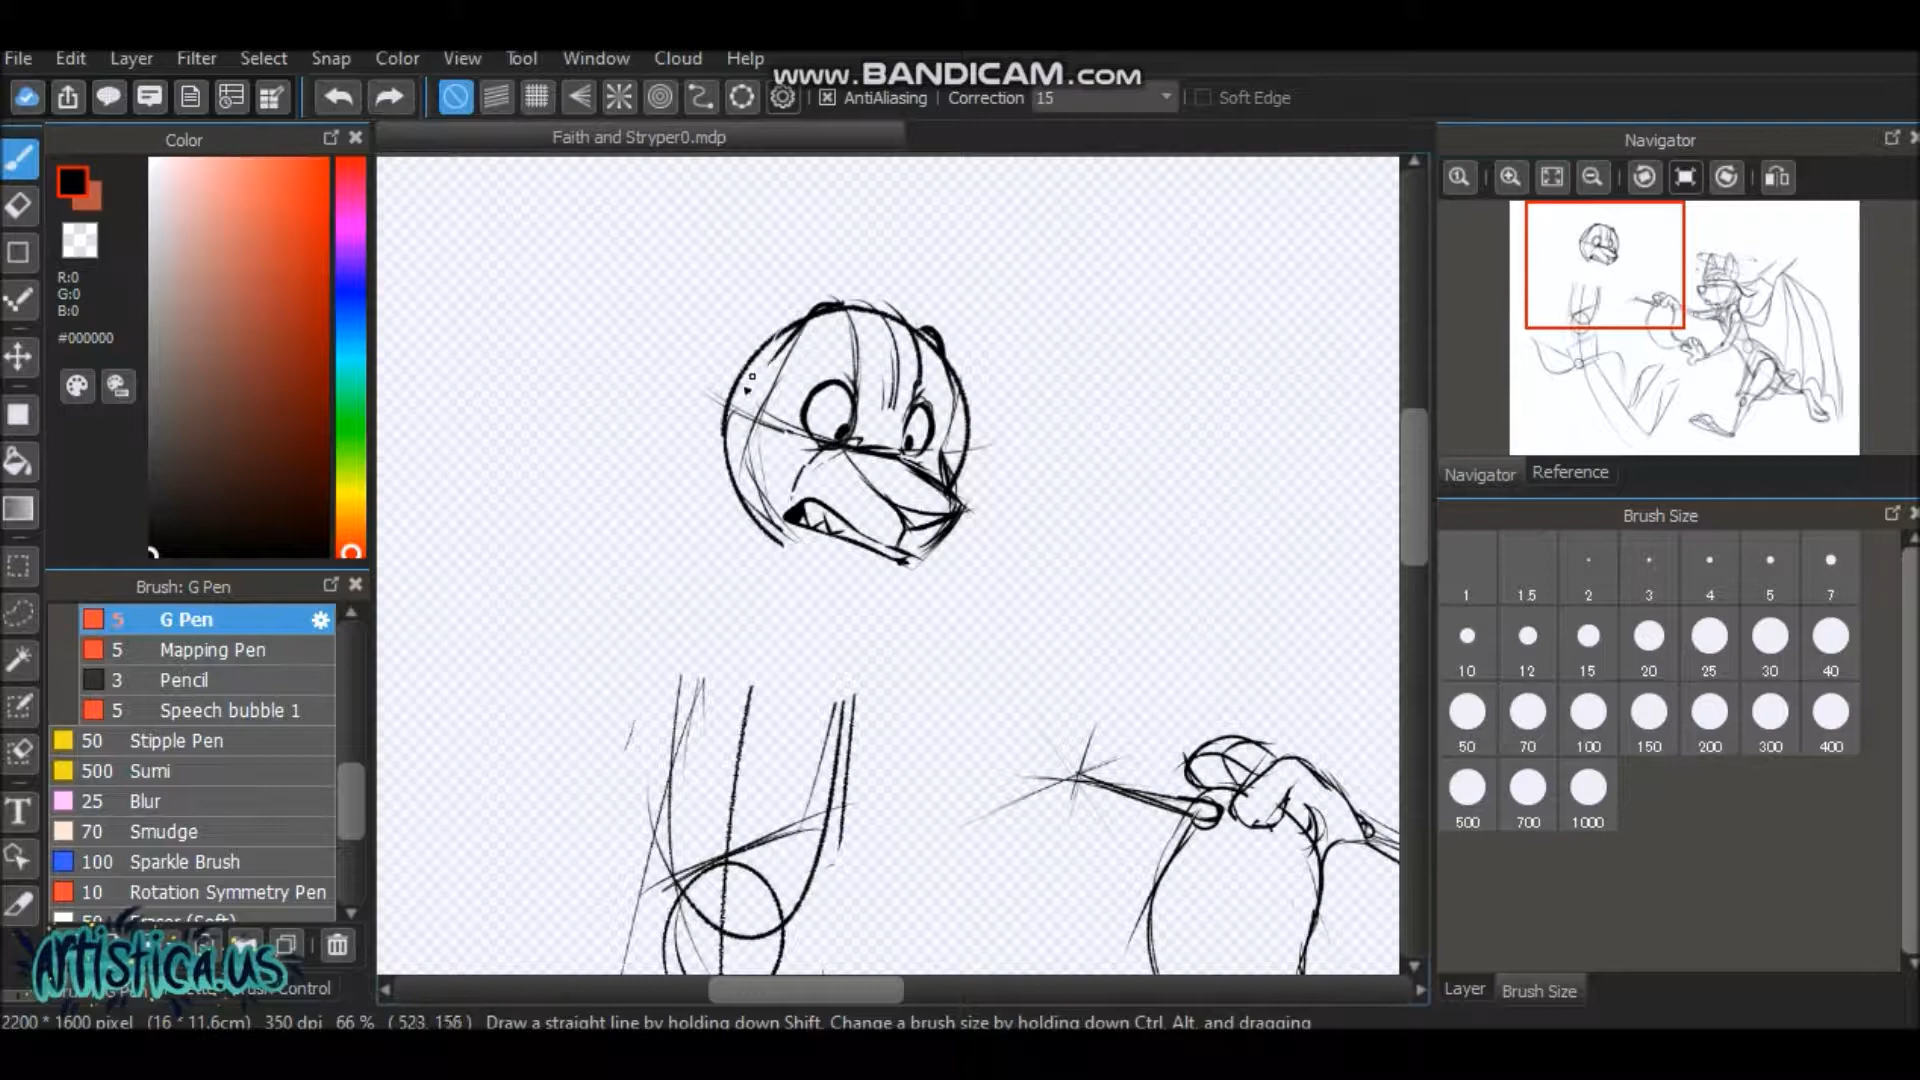 File Edit Layer Filter Select Snap Color View Tool Window Cloud Help
www.BANDICAM.com
AntiAliasing Correction 15 Soft Edge
Color
Faith and Stryper0.mdp
Navigator
R:0
G:0
B:0
#000000
Navigator Reference
Brush Size
1 1.5 2 3 4 5 7
10 12 15 20 25 30 40
50 70 100 150 200 300 400
500 700 1000
Brush: G Pen
5 G Pen
5 Mapping Pen
3 Pencil
5 Speech bubble 1
50 Stipple Pen
500 Sumi
25 Blur
70 Smudge
100 Sparkle Brush
10 Rotation Symmetry Pen
50 Eraser (Soft)
T
Artistica.us
Control
Layer Brush Size
2200 * 1600 pixel (16 * 11.6cm) 350 dpi 66 % ( 523, 156 ) Draw a straight line by holding down Shift, Change a brush size by holding down Ctrl, Alt, and dragging